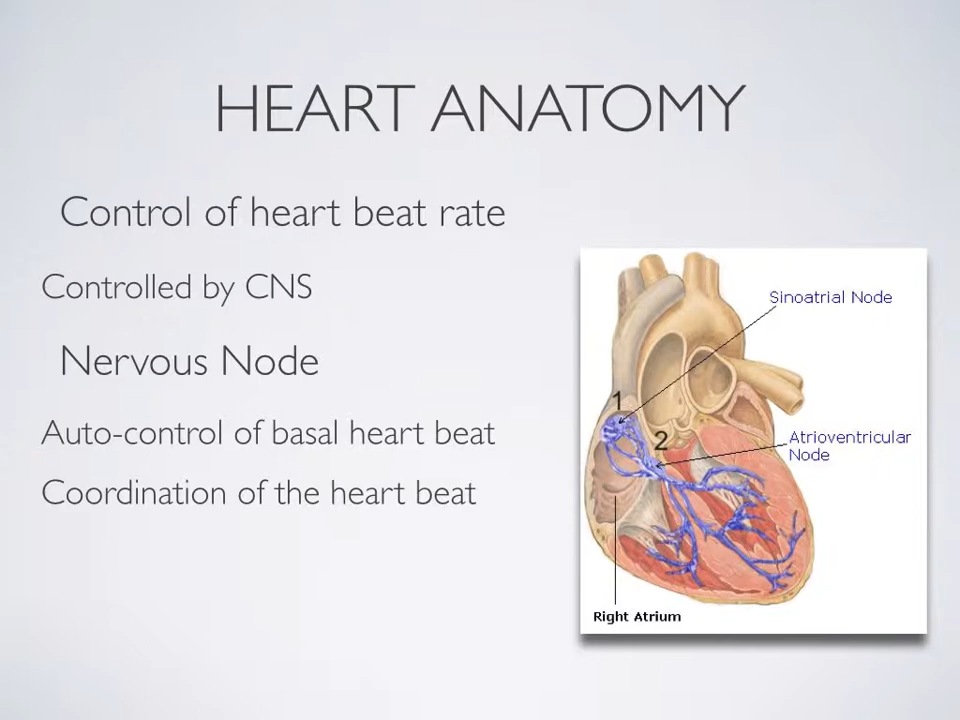 HEART ANATOMY
Control of heart beat rate
Controlled by CNS
Nervous Node
Auto-control of basal heart beat
Coordination of the heart beat
Sinoatrial Node
1
2
Atrioventricular
Node
Right Atrium